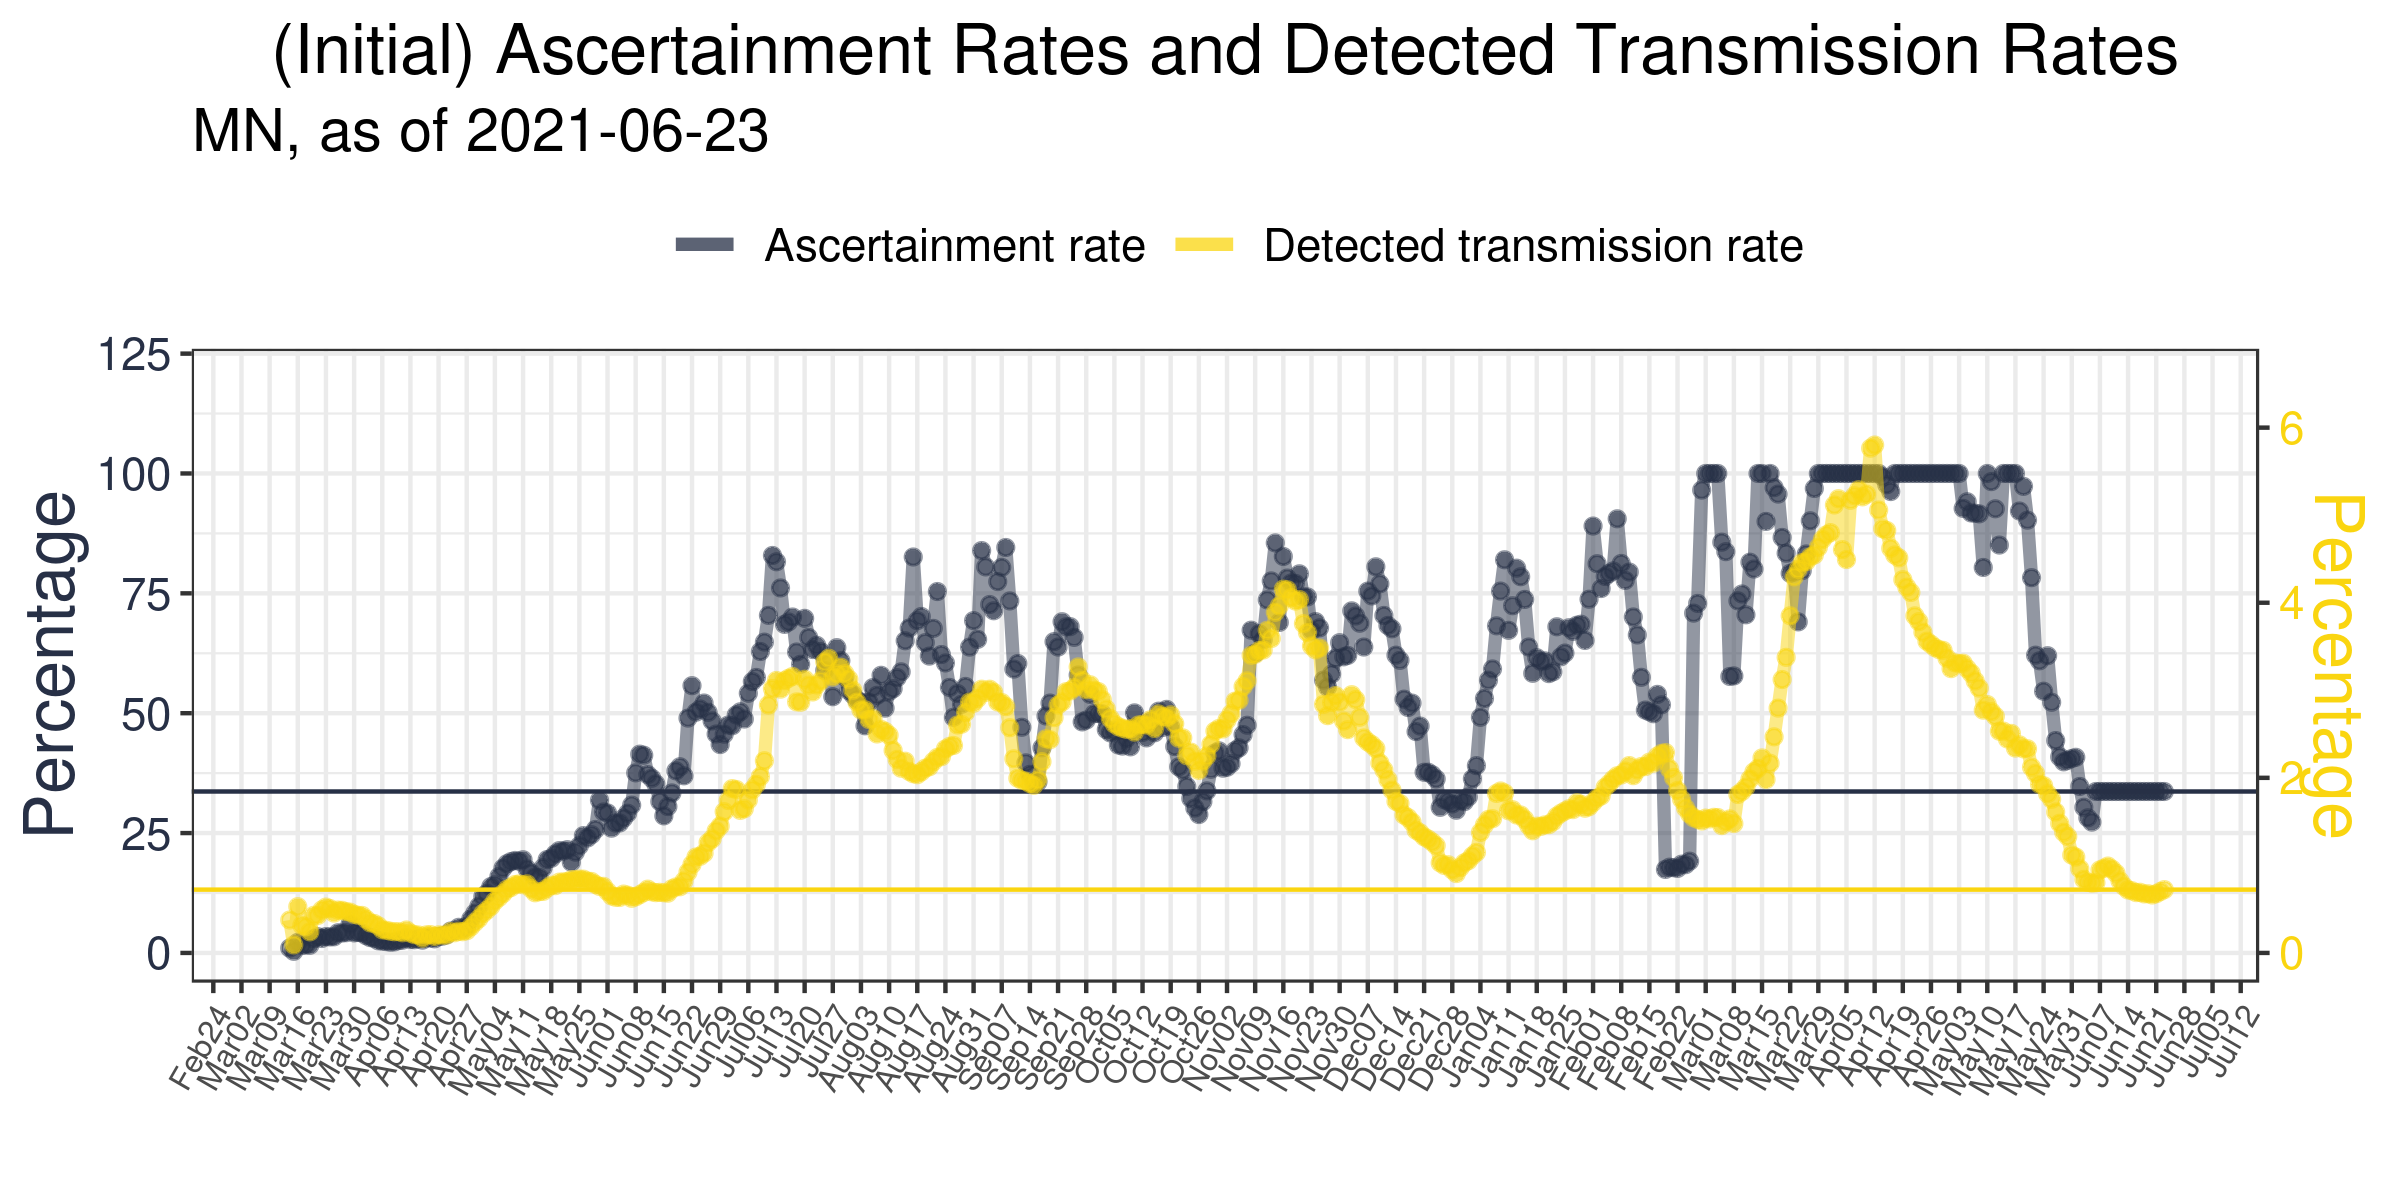 (Initial) Ascertainment Rates and Detected Transmission Rates
MN, as of 2021-06-23
Ascertainment rate
Detected transmission rate
Percentage
125
100
75
50
25
0
6
4
2
0
Percentage
Feb24
Mar02
Mar09
Mar16
Mar23
Mar30
Apr06
Apr13
Apr20
Apr27
May04
May11
May18
May25
Jun01
Jun08
Jun15
Jun22
Jun29
Jul06
Jul13
Jul20
Jul27
Aug03
Aug10
Aug17
Aug24
Aug31
Sep07
Sep14
Sep21
Sep28
Oct05
Oct12
Oct19
Oct26
Nov02
Nov09
Nov16
Nov23
Nov30
Dec07
Dec14
Dec21
Dec28
Jan04
Jan11
Jan18
Jan25
Feb01
Feb08
Feb15
Feb22
Mar01
Mar08
Mar15
Mar22
Mar29
Apr05
Apr12
Apr19
Apr26
May03
May10
May17
May24
May31
Jun07
Jun14
Jun21
Jun28
Jul05
Jul12